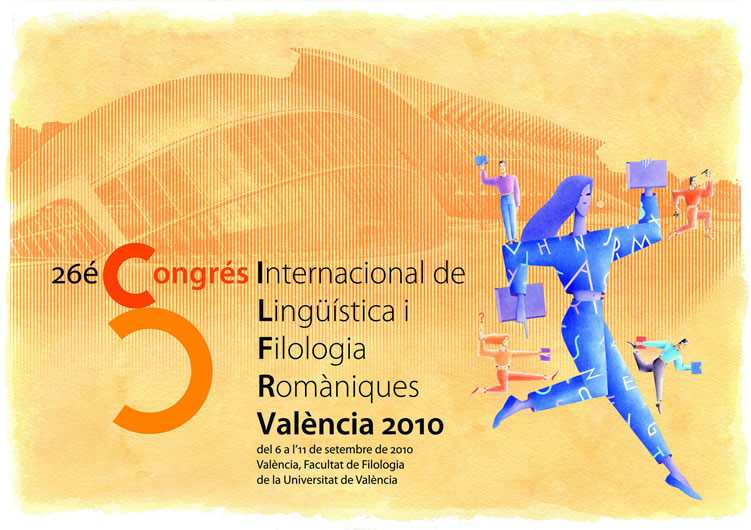 26é Congrés Internacional de
Lingüística i
Filologia
Romàniques
València 2010
del 6 a l'11 de setembre de 2010
València, Facultat de Filologia
de la Universitat de València